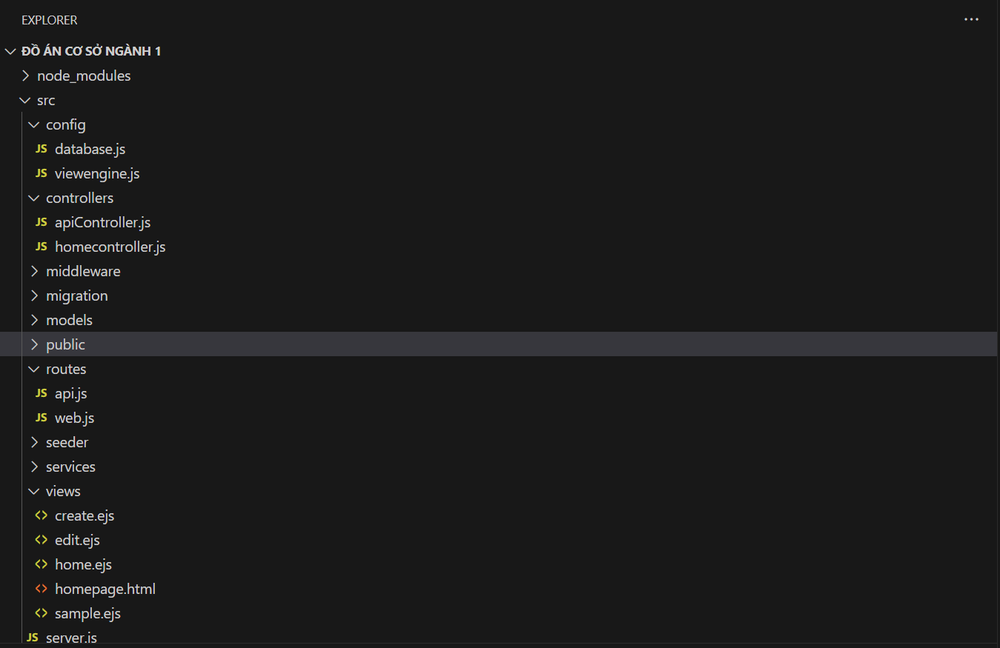 EXPLORER
ĐỒ ÁN CƠ SỞ NGÀNH 1
node_modules
src
config
JS database.js
JS viewengine.js
controllers
JS apiController.js
JS homecontroller.js
middleware
migration
models
public
routes
JS api.js
JS web.js
seeder
services
views
<> create.ejs
<> edit.ejs
<> home.ejs
<> homepage.html
<> sample.ejs
JS server.js